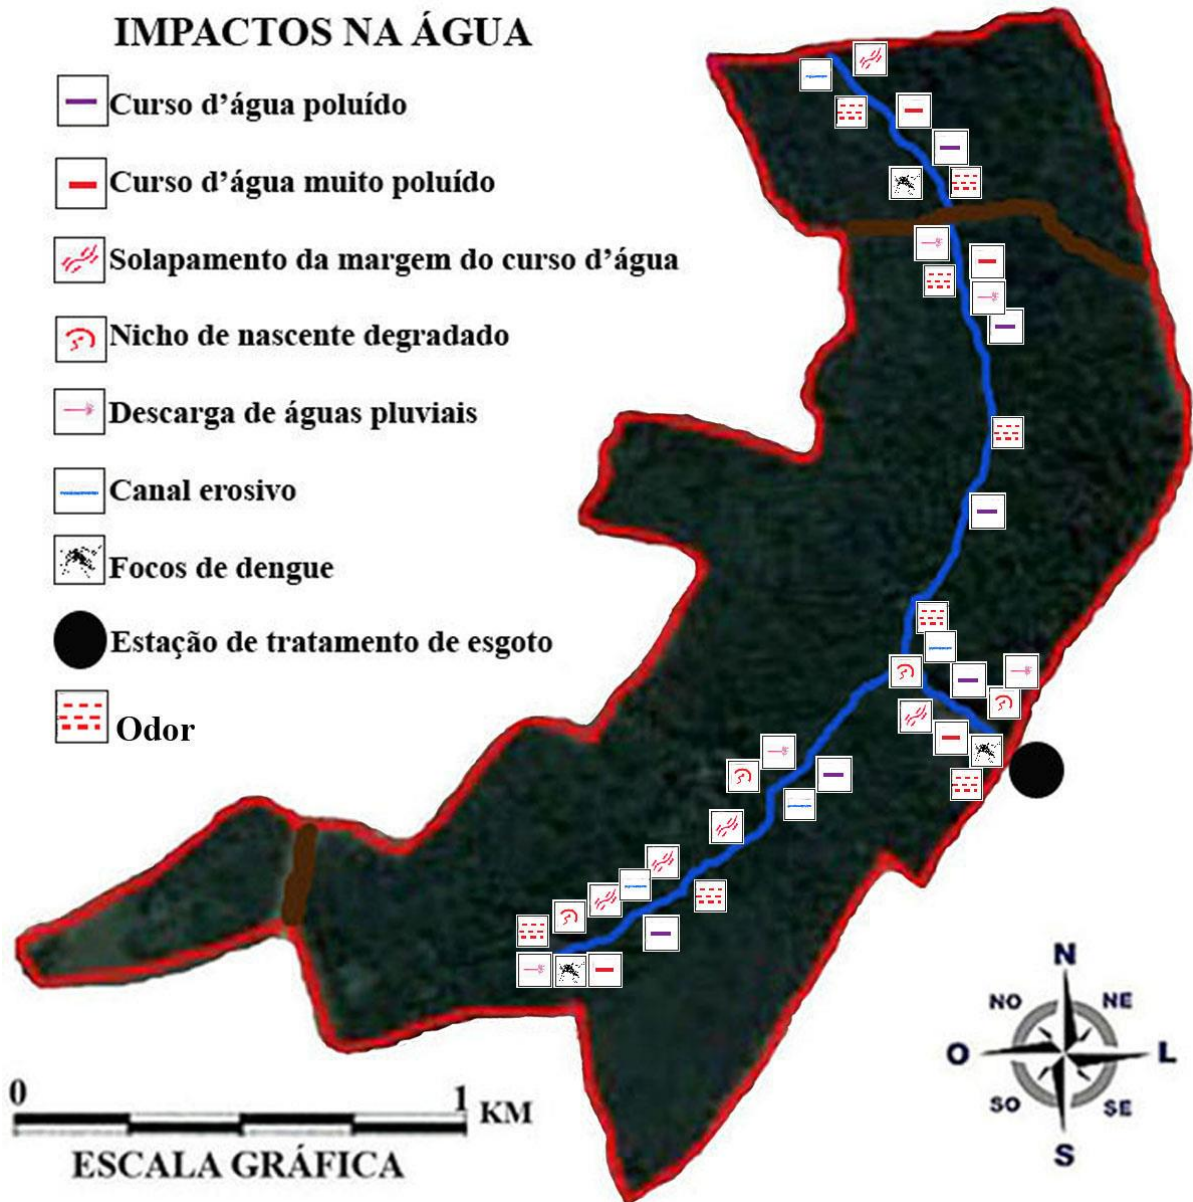 IMPACTOS NA ÁGUA
Curso d'água poluído
Curso d'água muito poluído
Solapamento da margem do curso d'água
Nicho de nascente degradado
Descarga de águas pluviais
Canal erosivo
Focos de dengue
Estação de tratamento de esgoto
Odor
N
NO NE
O L
SO SE
S
0 1 KM
ESCALA GRÁFICA